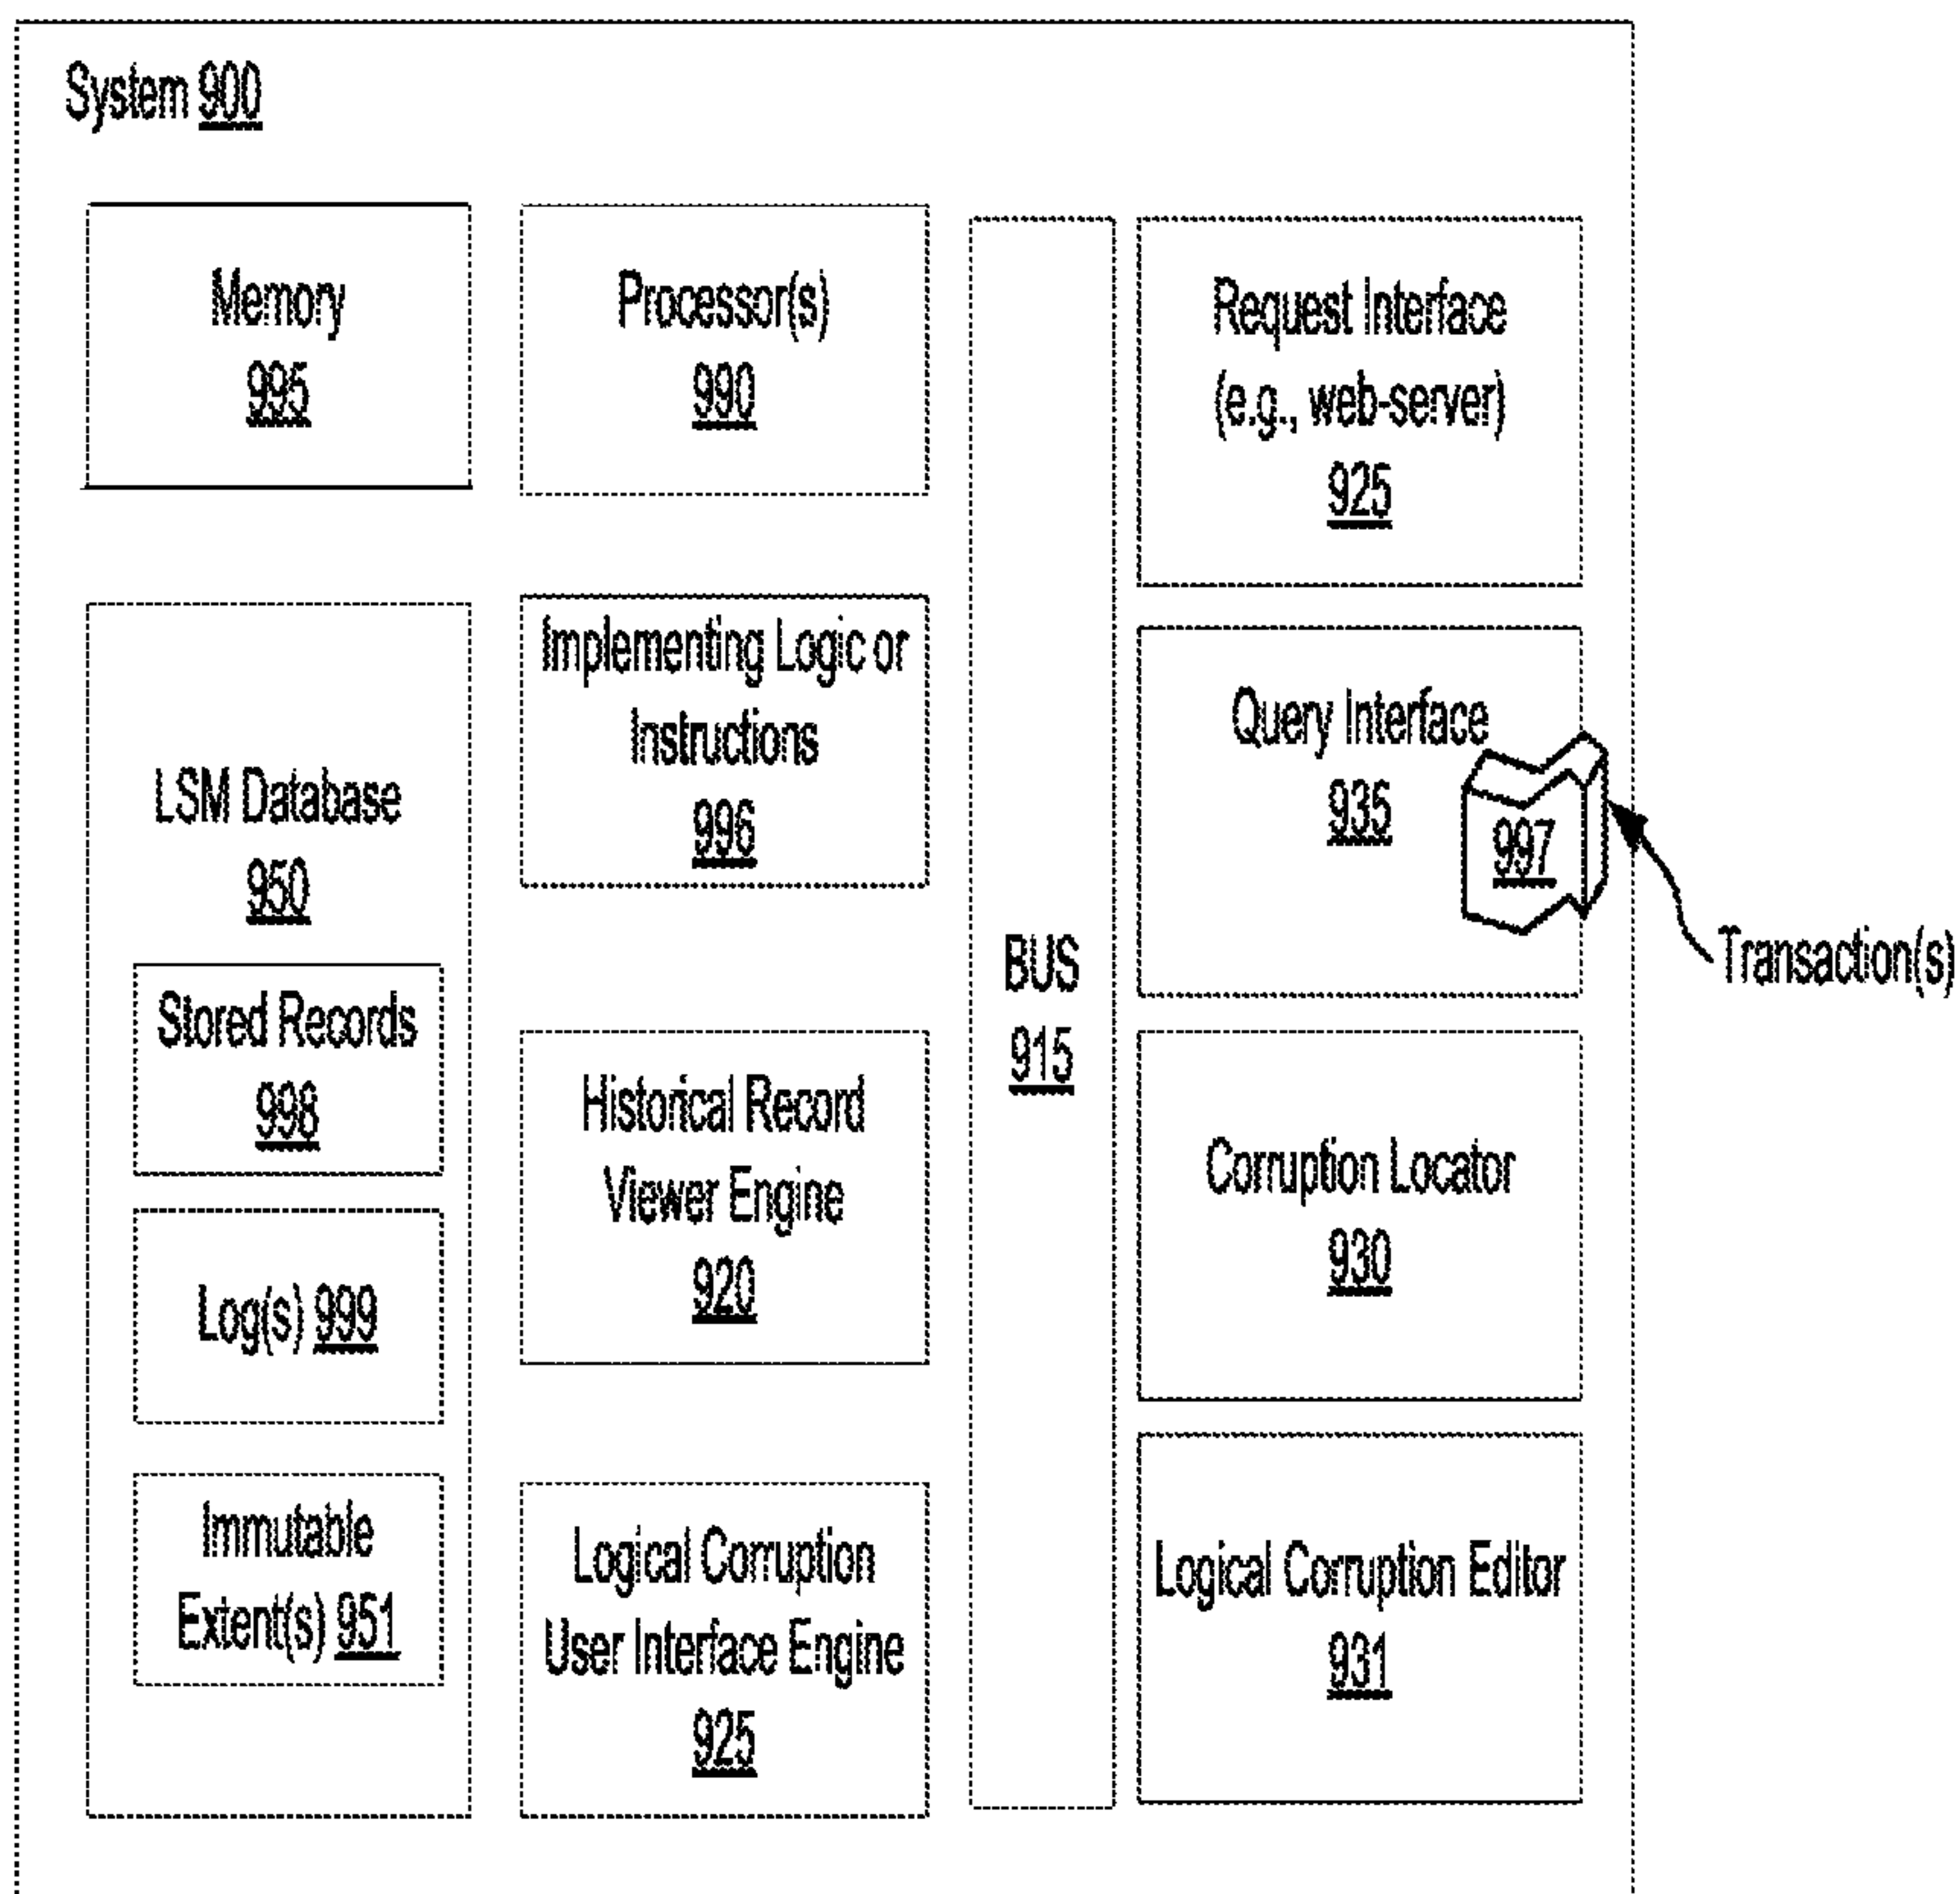 System 900
Memory
995
Processor(s)
990
LSM Database
950
Stored Records
998
Log(s) 999
Immutable
Extent(s) 951
Implementing Logic or
Instructions
996
Historical Record
Viewer Engine
920
Logical Corruption
User Interface Engine
925
BUS
915
Request Interface
(e.g., web-server)
925
Query Interface
935
997
Transaction(s)
Corruption Locator
930
Logical Corruption Editor
931